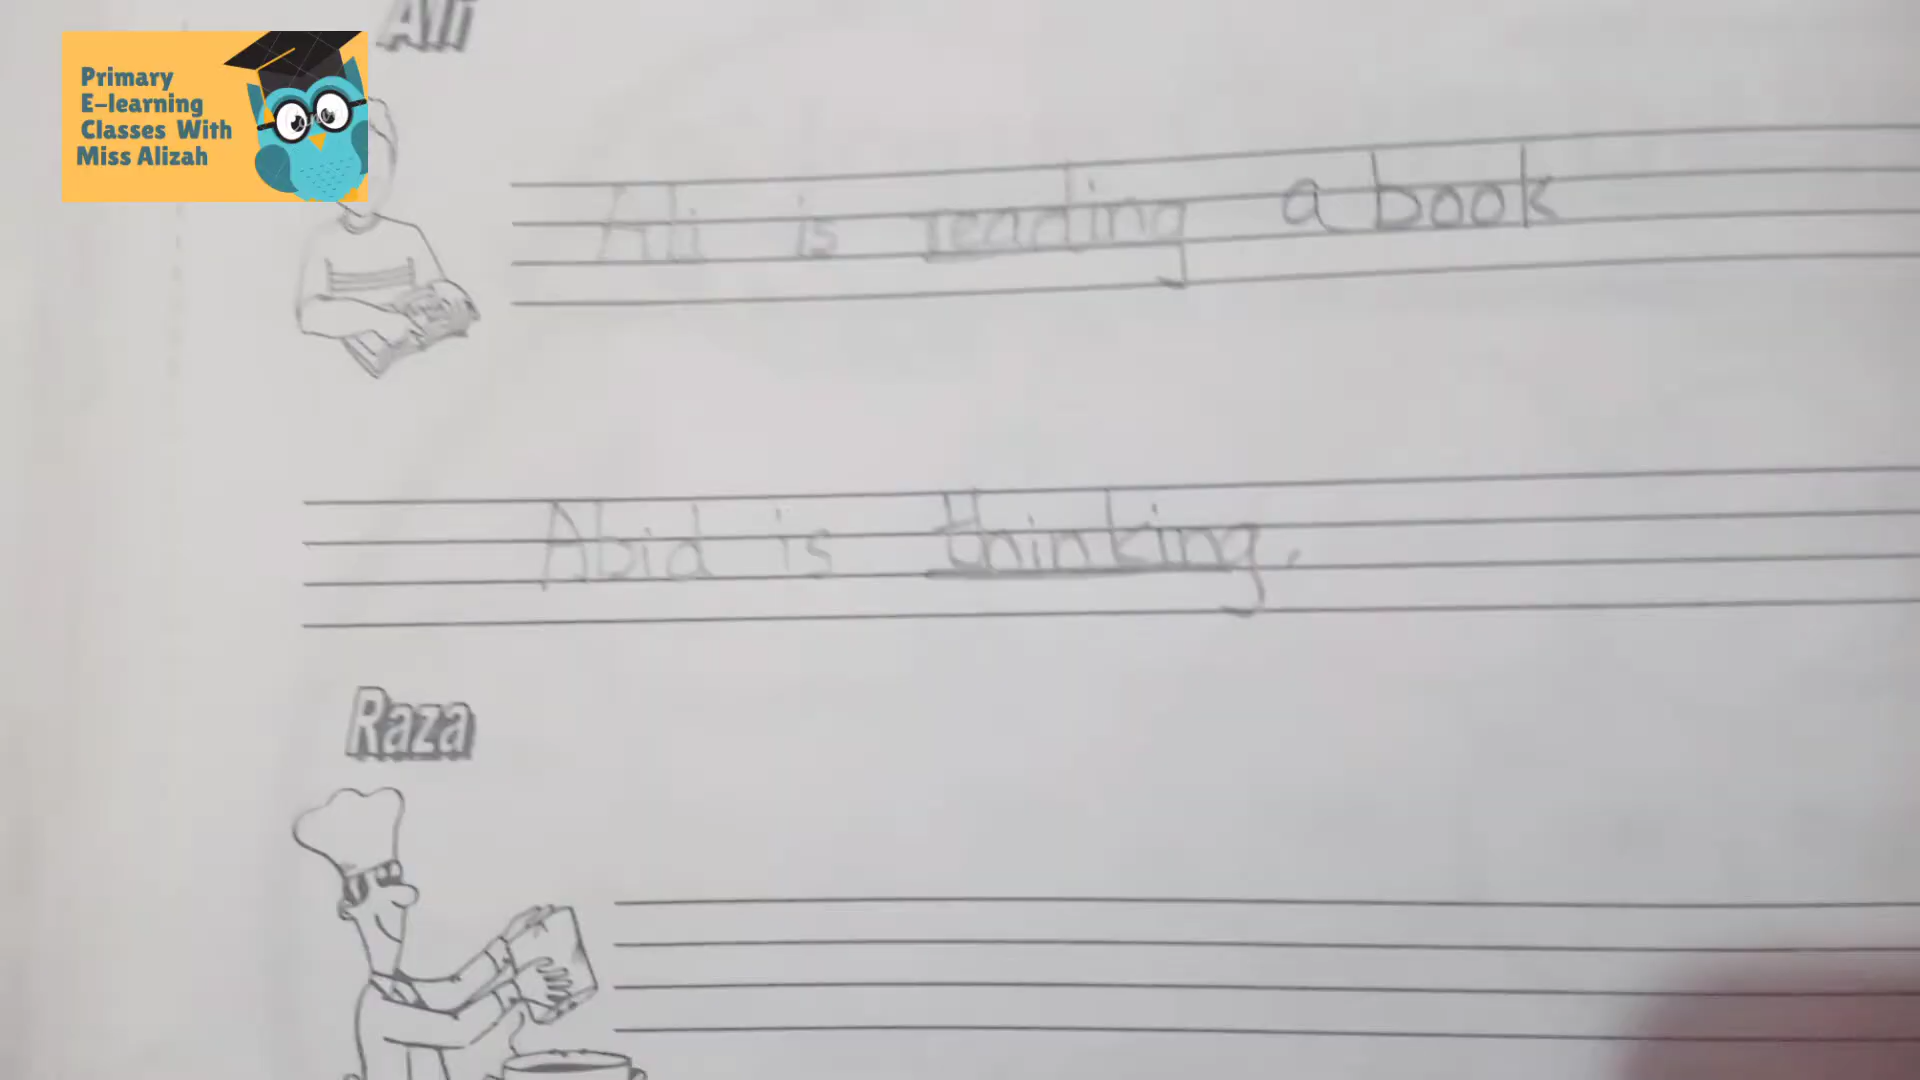 Ali
Primary
E-learning
Classes With
Miss Alizah
Ali is reading a book
Abid is thinking.
Raza